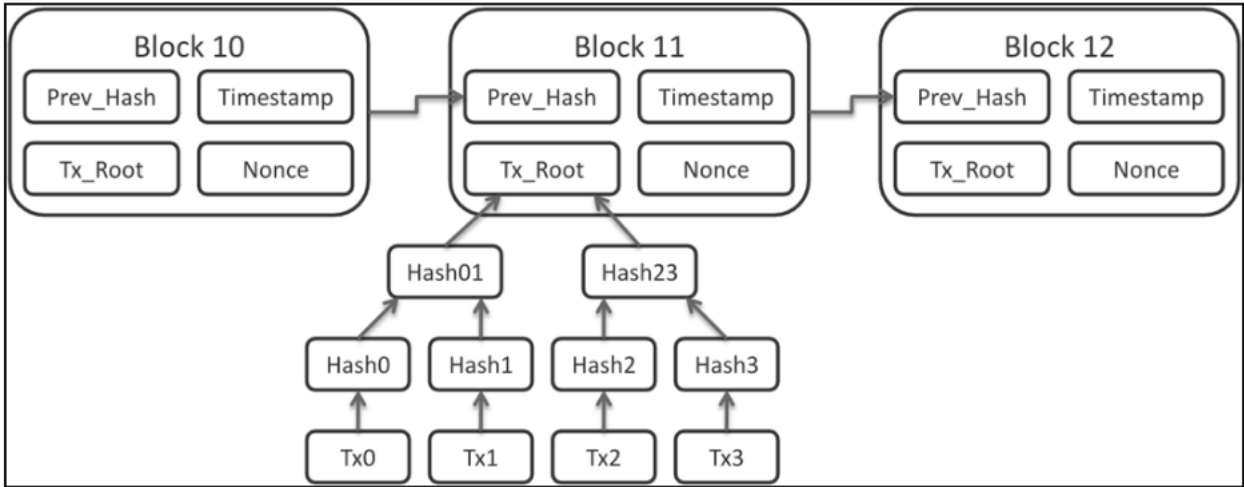 Block 10
Prev_Hash Timestamp
Tx_Root Nonce
Block 11
Prev_Hash Timestamp
Tx_Root Nonce
Block 12
Prev_Hash Timestamp
Tx_Root Nonce
Hash01 Hash23
Hash0 Hash1 Hash2 Hash3
Tx0 Tx1 Tx2 Tx3